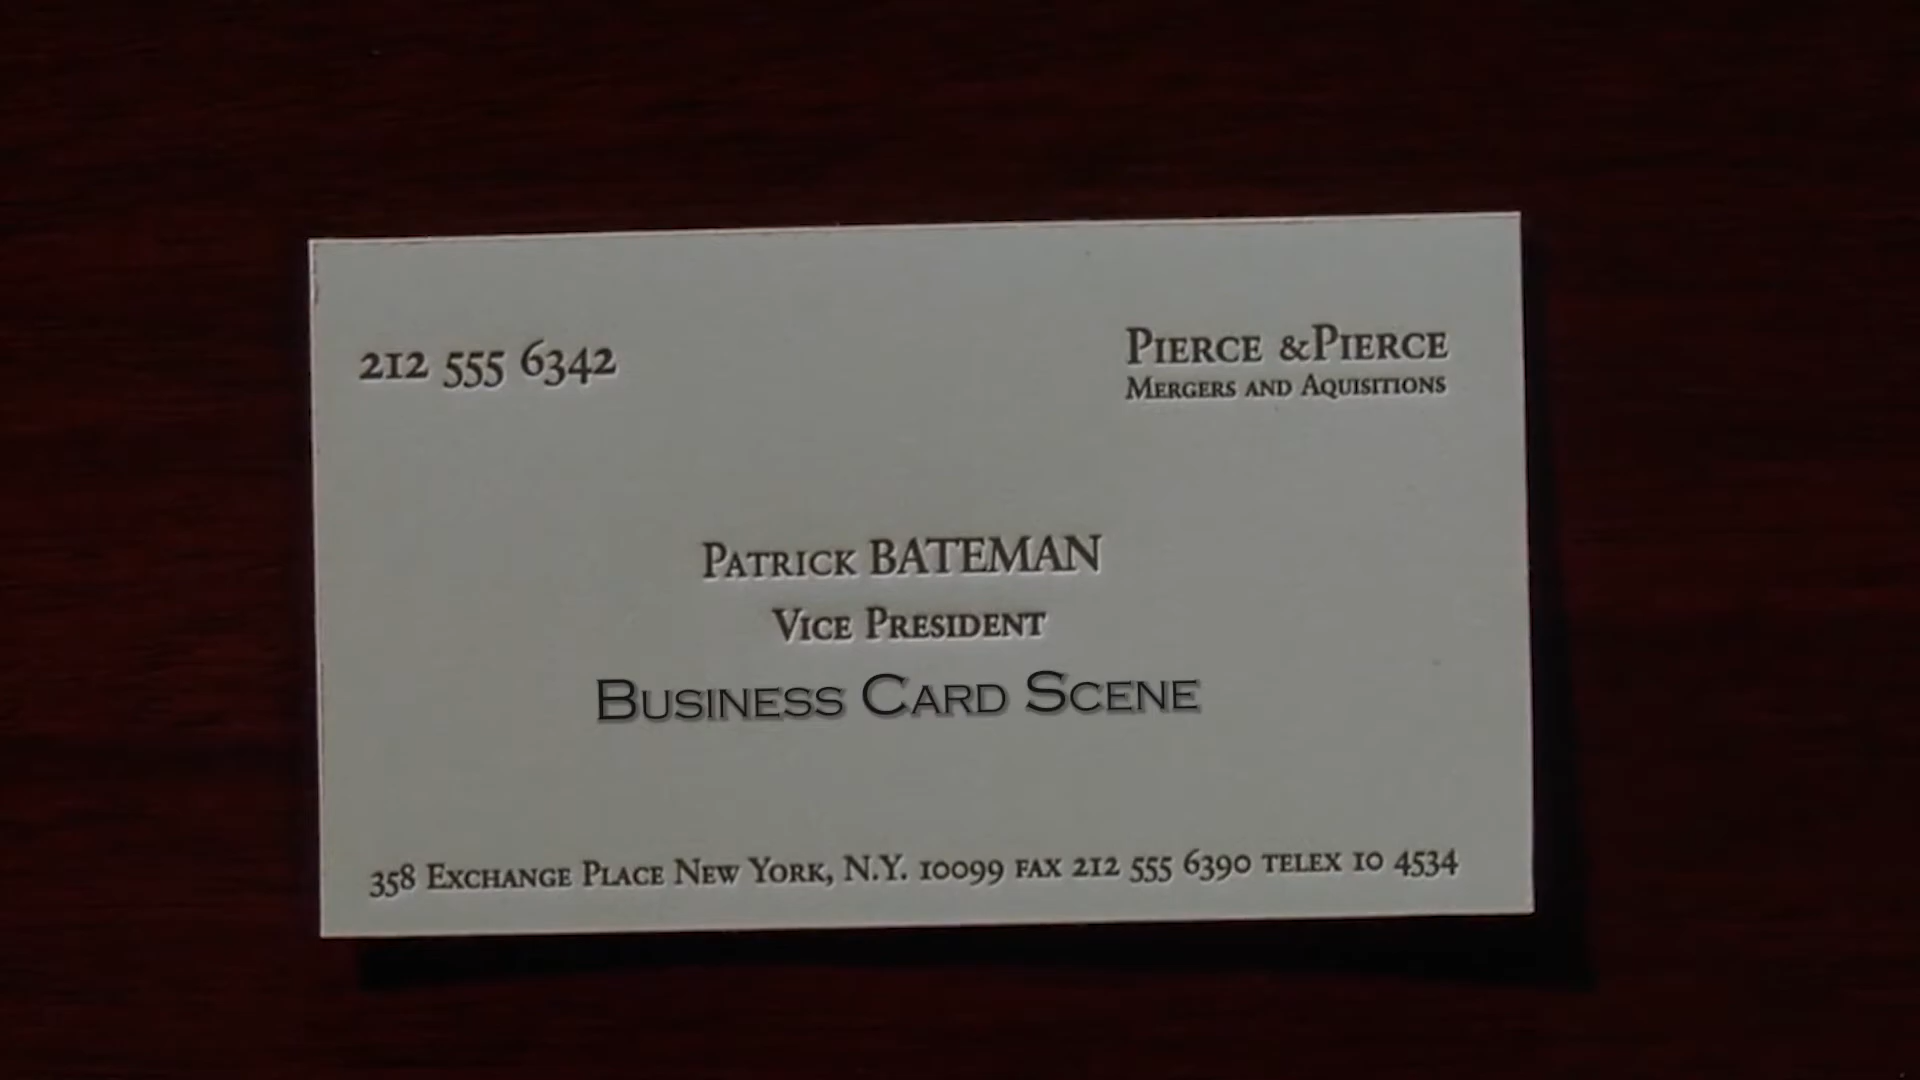 212 555 6342
Pierce & Pierce
Mergers and Aquisitions
Patrick BATEMAN
Vice President
Business Card Scene
358 Exchange Place New York, N.Y. 10099 fax 212 555 6390 telex 10 4534